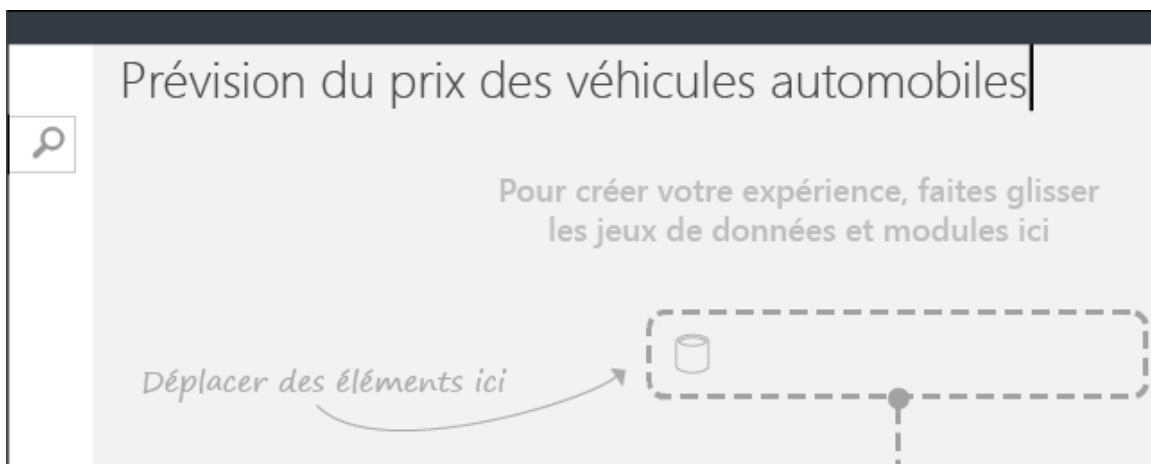 Prévision du prix des véhicules automobiles
Pour créer votre expérience, faites glisser
les jeux de données et modules ici
Déplacer des éléments ici